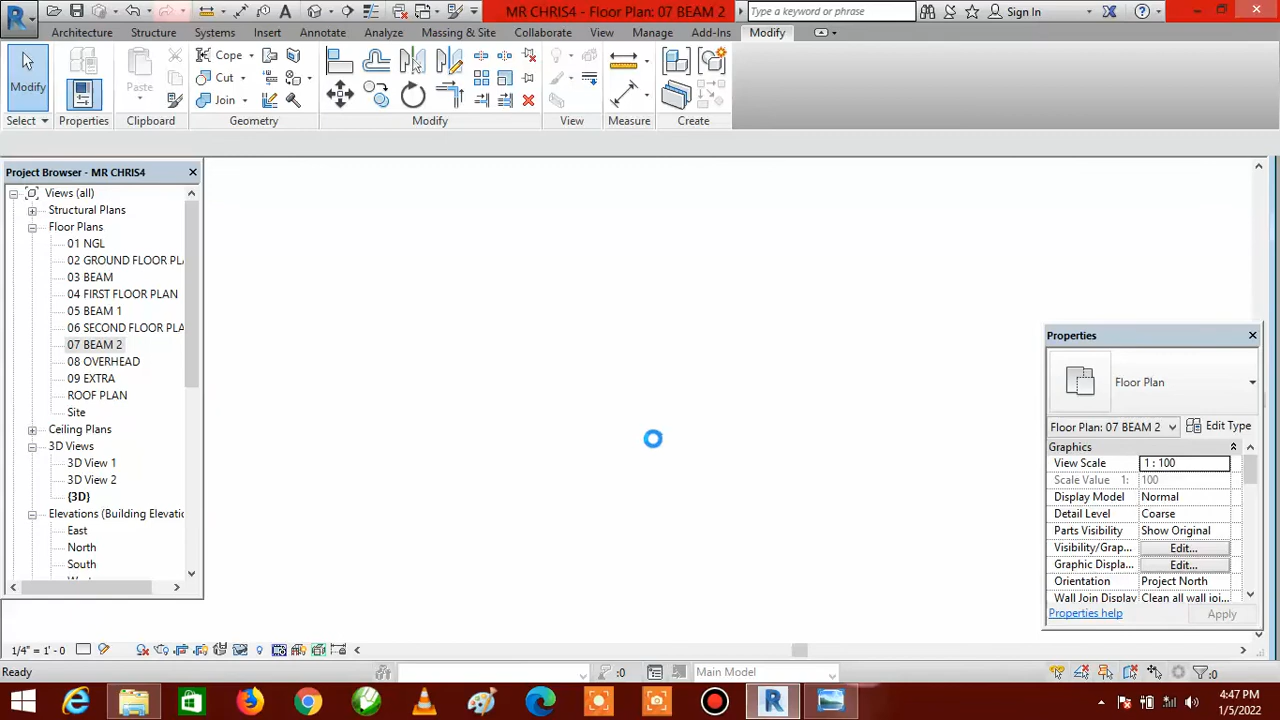 MR CHRIS4 - Floor Plan: 07 BEAM 2
Type a keyword or phrase
Sign In
Architecture Structure Systems Insert Annotate Analyze Massing & Site Collaborate View Manage Add-Ins Modify
Modify
Paste
Cope
Cut
Join
Select Properties Clipboard Geometry Modify View Measure Create
Project Browser - MR CHRIS4
Views (all)
Structural Plans
Floor Plans
01 NGL
02 GROUND FLOOR PL
03 BEAM
04 FIRST FLOOR PLAN
05 BEAM 1
06 SECOND FLOOR PL
07 BEAM 2
08 OVERHEAD
09 EXTRA
ROOF PLAN
Site
Ceiling Plans
3D Views
3D View 1
3D View 2
{3D}
Elevations (Building Elevatio
East
North
South
Properties
Floor Plan
Floor Plan: 07 BEAM 2 Edit Type
Graphics
View Scale 1 : 100
Scale Value 1: 100
Display Model Normal
Detail Level Coarse
Parts Visibility Show Original
Visibility/Grap... Edit...
Graphic Displa... Edit...
Orientation Project North
Wall Join Display Clean all wall joi...
Properties help Apply
1/4" = 1' - 0
Ready
:0
Main Model
:0
4:47 PM
1/5/2022